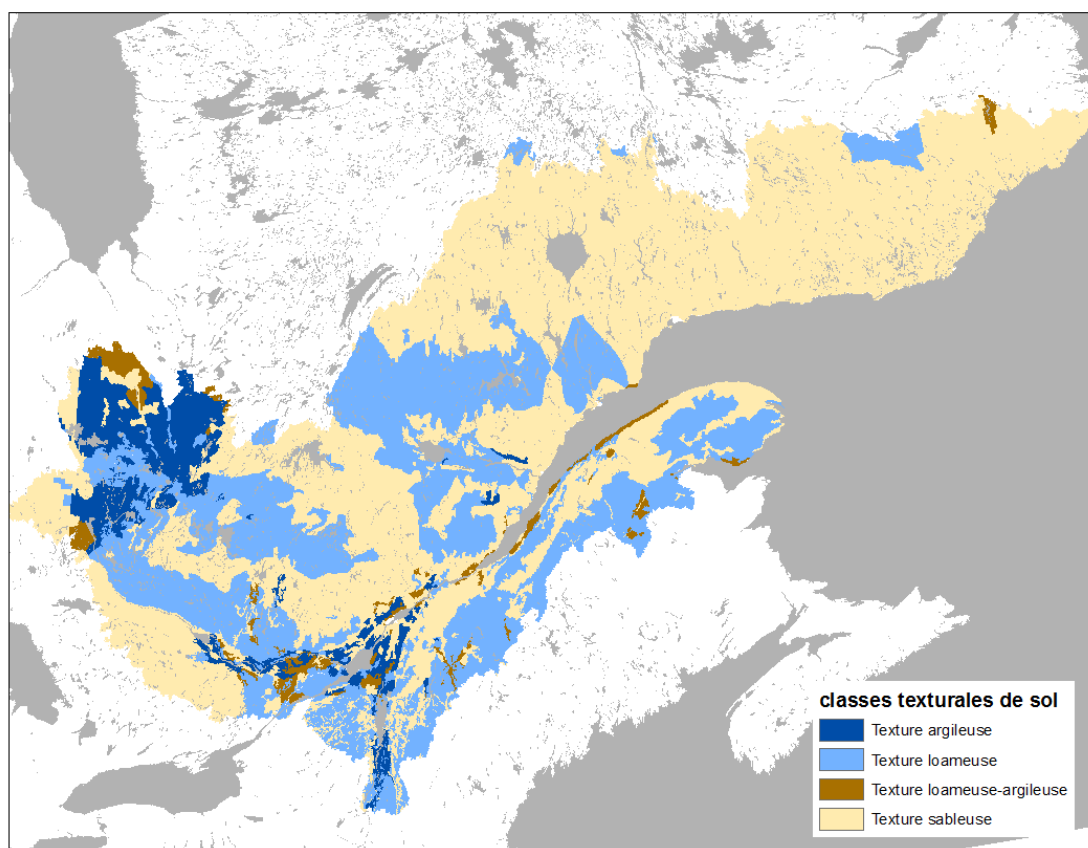 classes texturales de sol
Texture argileuse
Texture loameuse
Texture loameuse-argileuse
Texture sableuse